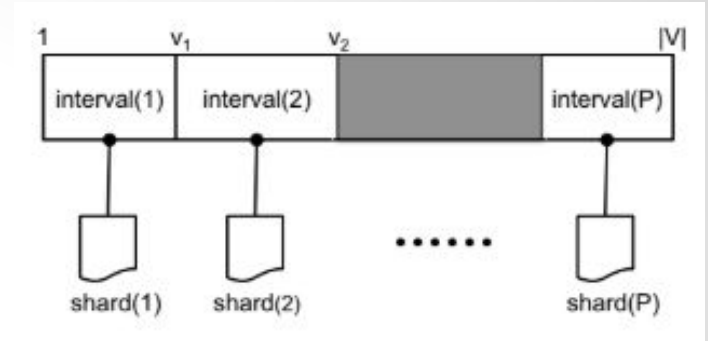 1 v₁ v₂ |V|
interval(1) interval(2) interval(P)
shard(1) shard(2) shard(P)